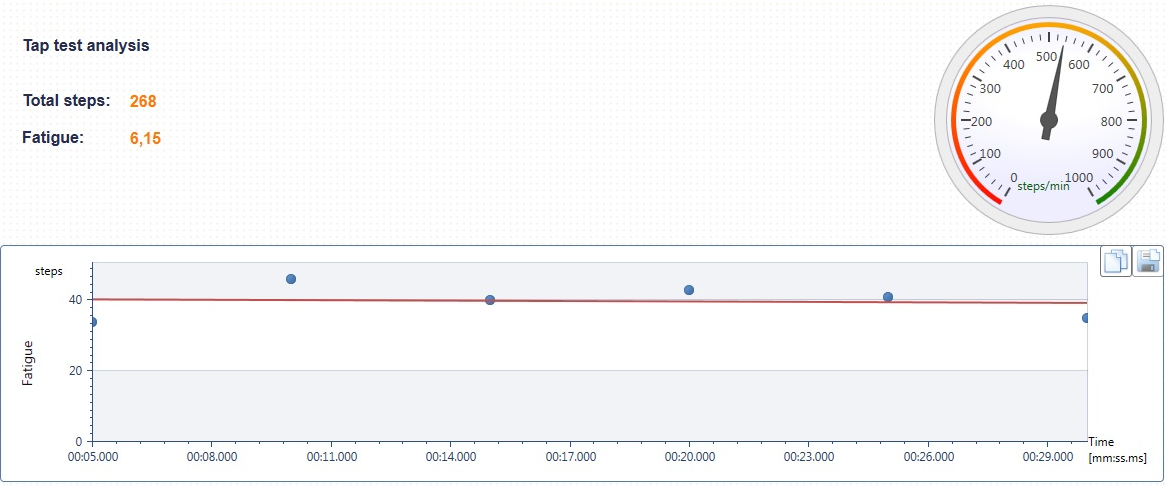 Tap test analysis
Total steps: 268
Fatigue: 6,15
500
400 600
300 700
200 800
100 900
0 1000
steps/min
steps
40
20
0
Fatigue
00:05.000 00:08.000 00:11.000 00:14.000 00:17.000 00:20.000 00:23.000 00:26.000 00:29.000
Time
[mm:ss.ms]